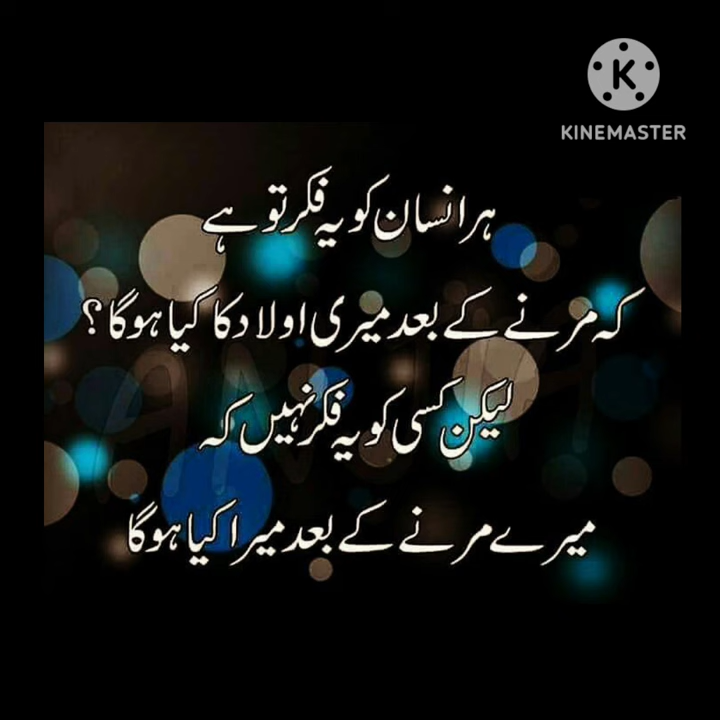 K
KINEMASTER
ہر انسان کو یہ فکر تو ہے
کہ مرنے کے بعد میری اولاد کا کیا ہوگا؟
لیکن کسی کو یہ فکر نہیں کہ
میرے مرنے کے بعد میرا کیا ہوگا